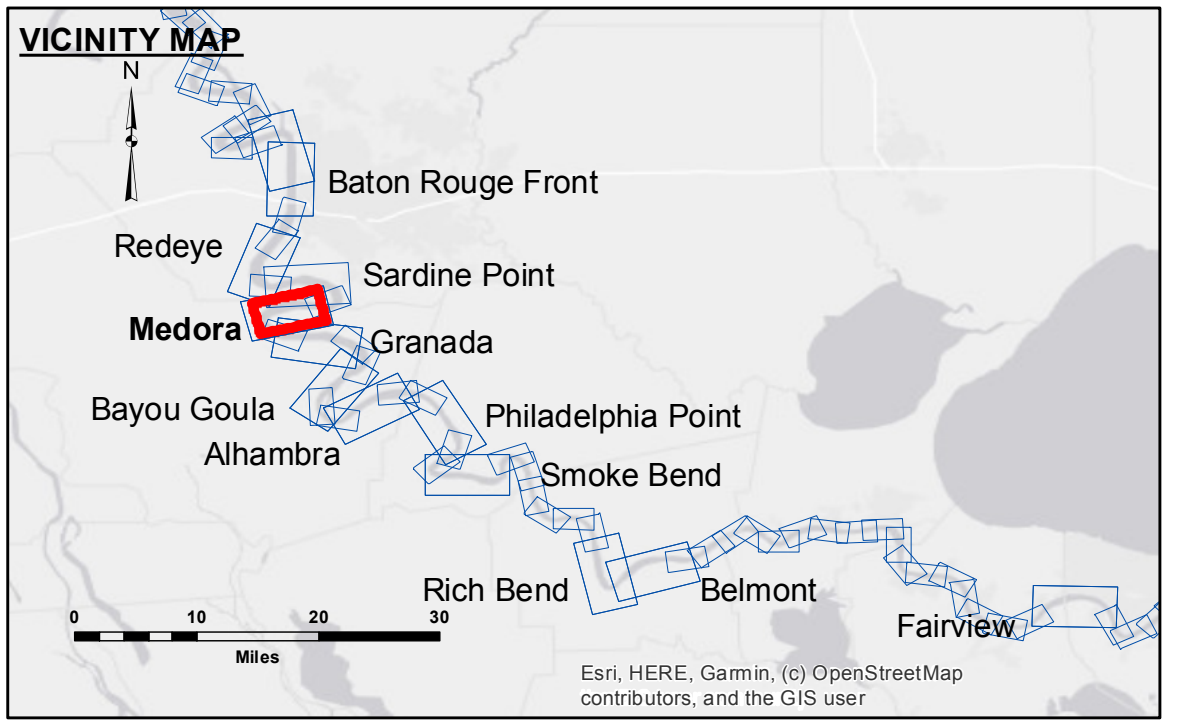 VICINITY MAP
N
Baton Rouge Front
Redeye
Sardine Point
Medora
Granada
Bayou Goula
Philadelphia Point
Alhambra
Smoke Bend
Rich Bend
Belmont
Fairview
0 10 20 30
Miles
Esri, HERE, Garmin, (c) OpenStreetMap
contributors, and the GIS user